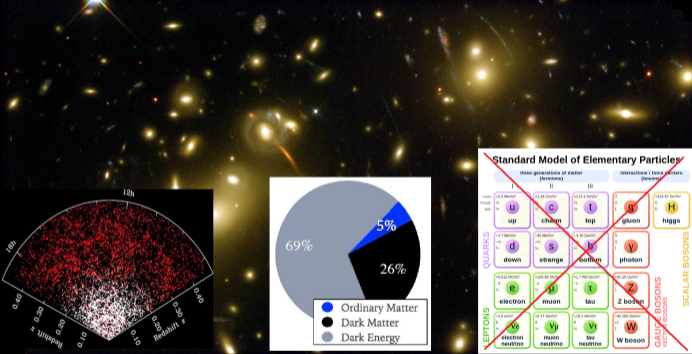 12h
16h
0.40
0.30
0.20
0.10
Redshift z
0.10
0.20
0.30
0.40
Redshift z
69%
5%
26%
Ordinary Matter
Dark Matter
Dark Energy
Standard Model of Elementary Particles
three generations of matter
(fermions)
interactions / force carriers
(bosons)
I II III
u c t g H
up charm top gluon higgs
d s b γ
down strange bottom photon
e μ τ Z
electron muon tau Z boson
νe νμ ντ W
electron neutrino
muon neutrino
tau neutrino
W boson
QUARKS
LEPTONS
GAUGE BOSONS
VECTOR BOSONS
SCALAR BOSONS